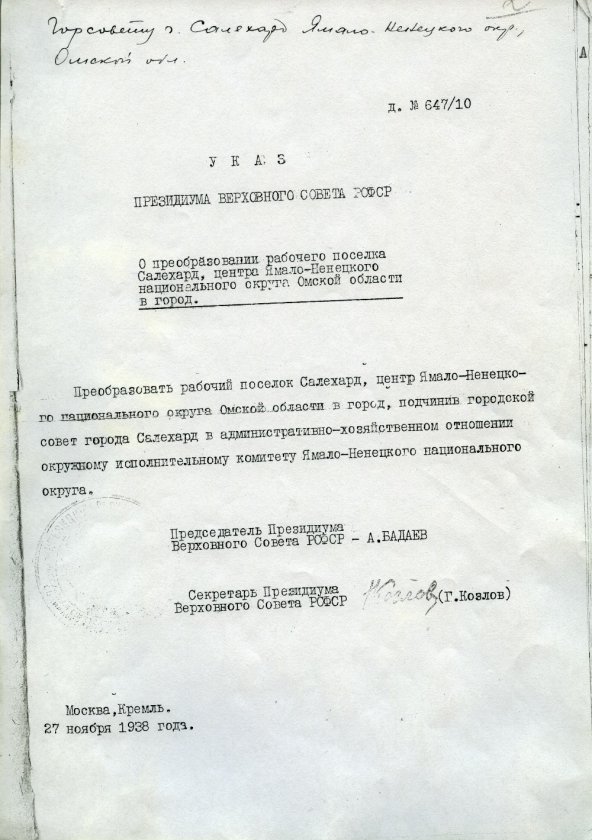 2
Горсовету г. Салехард Ямало-Ненецкого окр.,
Омской обл.
А
д. № 647/10
У К А З
ПРЕЗИДИУМА ВЕРХОВНОГО СОВЕТА РСФСР
О преобразовании рабочего поселка
Салехард, центра Ямало-Ненецкого
национального округа Омской области
в город.
Преобразовать рабочий поселок Салехард, центр Ямало-Ненецко-
го национального округа Омской области в город, подчинив городской
совет города Салехард в административно-хозяйственном отношении
окружному исполнительному комитету Ямало-Ненецкого национального
округа.
Председатель Президиума
Верховного Совета РСФСР - А.БАДАЕВ
Секретарь Президиума
Верховного Совета РСФСР Козлов (Г.Козлов)
Москва,Кремль.
27 ноября 1938 года.